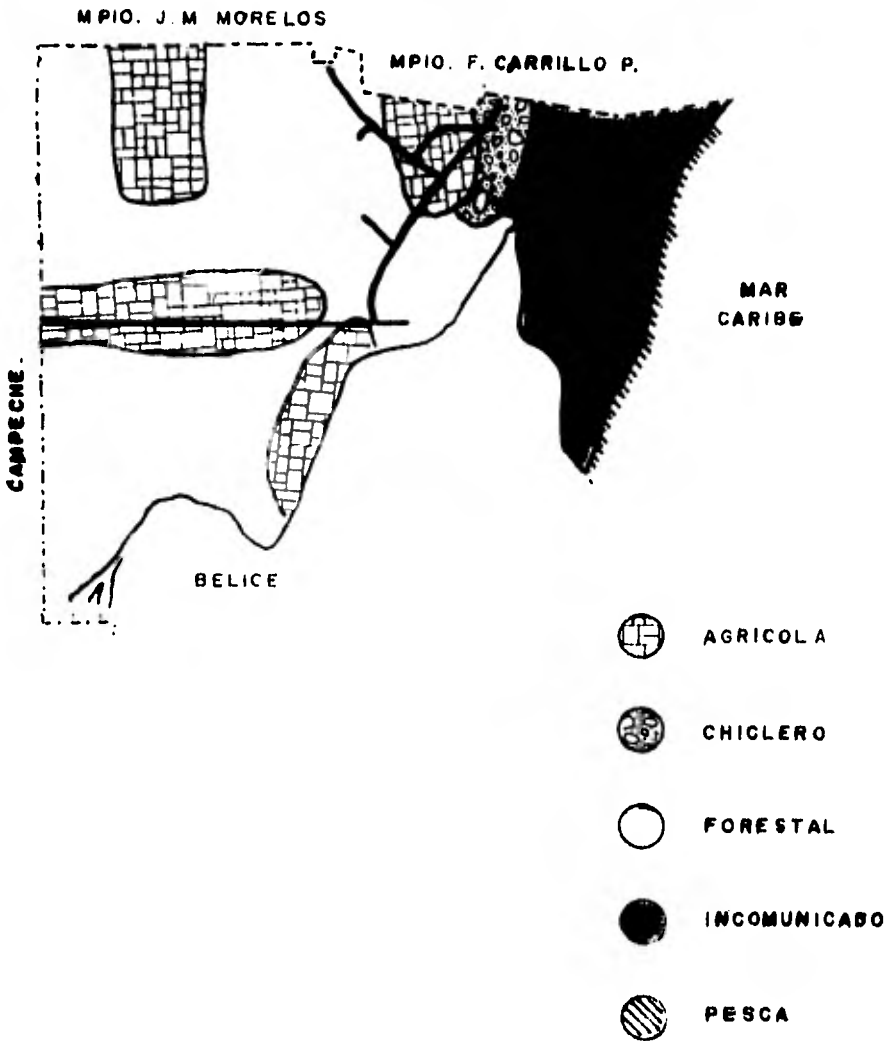 MPIO. J. M MORELOS
MPIO. F. CARRILLO P.
MAR
CARIBE
CAMPECHE.
BELICE
AGRICOLA
CHICLERO
FORESTAL
INCOMUNICADO
PESCA